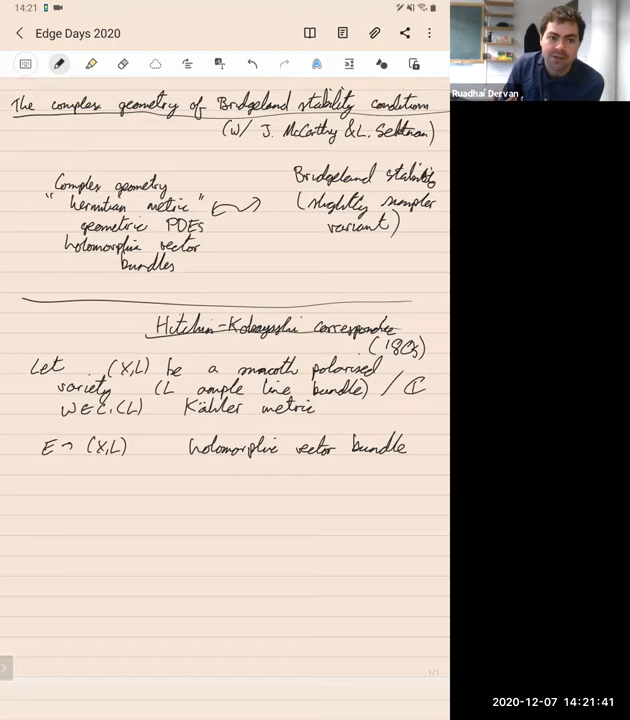 14:21
Edge Days 2020
Ruadhaí Dervan
The complex geometry of Bridgeland stability conditions
(w/ J. McCarthy & L. Sektnan)
Complex geometry
"hermitian metric"
geometric PDEs
holomorphic vector
bundles
Bridgeland stability
(slightly simpler
variant)
Hitchin-Kobayashi correspondence
('80s)
Let (X,L) be a smooth polarised
variety (L ample line bundle) / ℂ
ω ∈ c₁(L) Kähler metric
E → (X,L) holomorphic vector bundle
1/1
2020-12-07 14:21:41